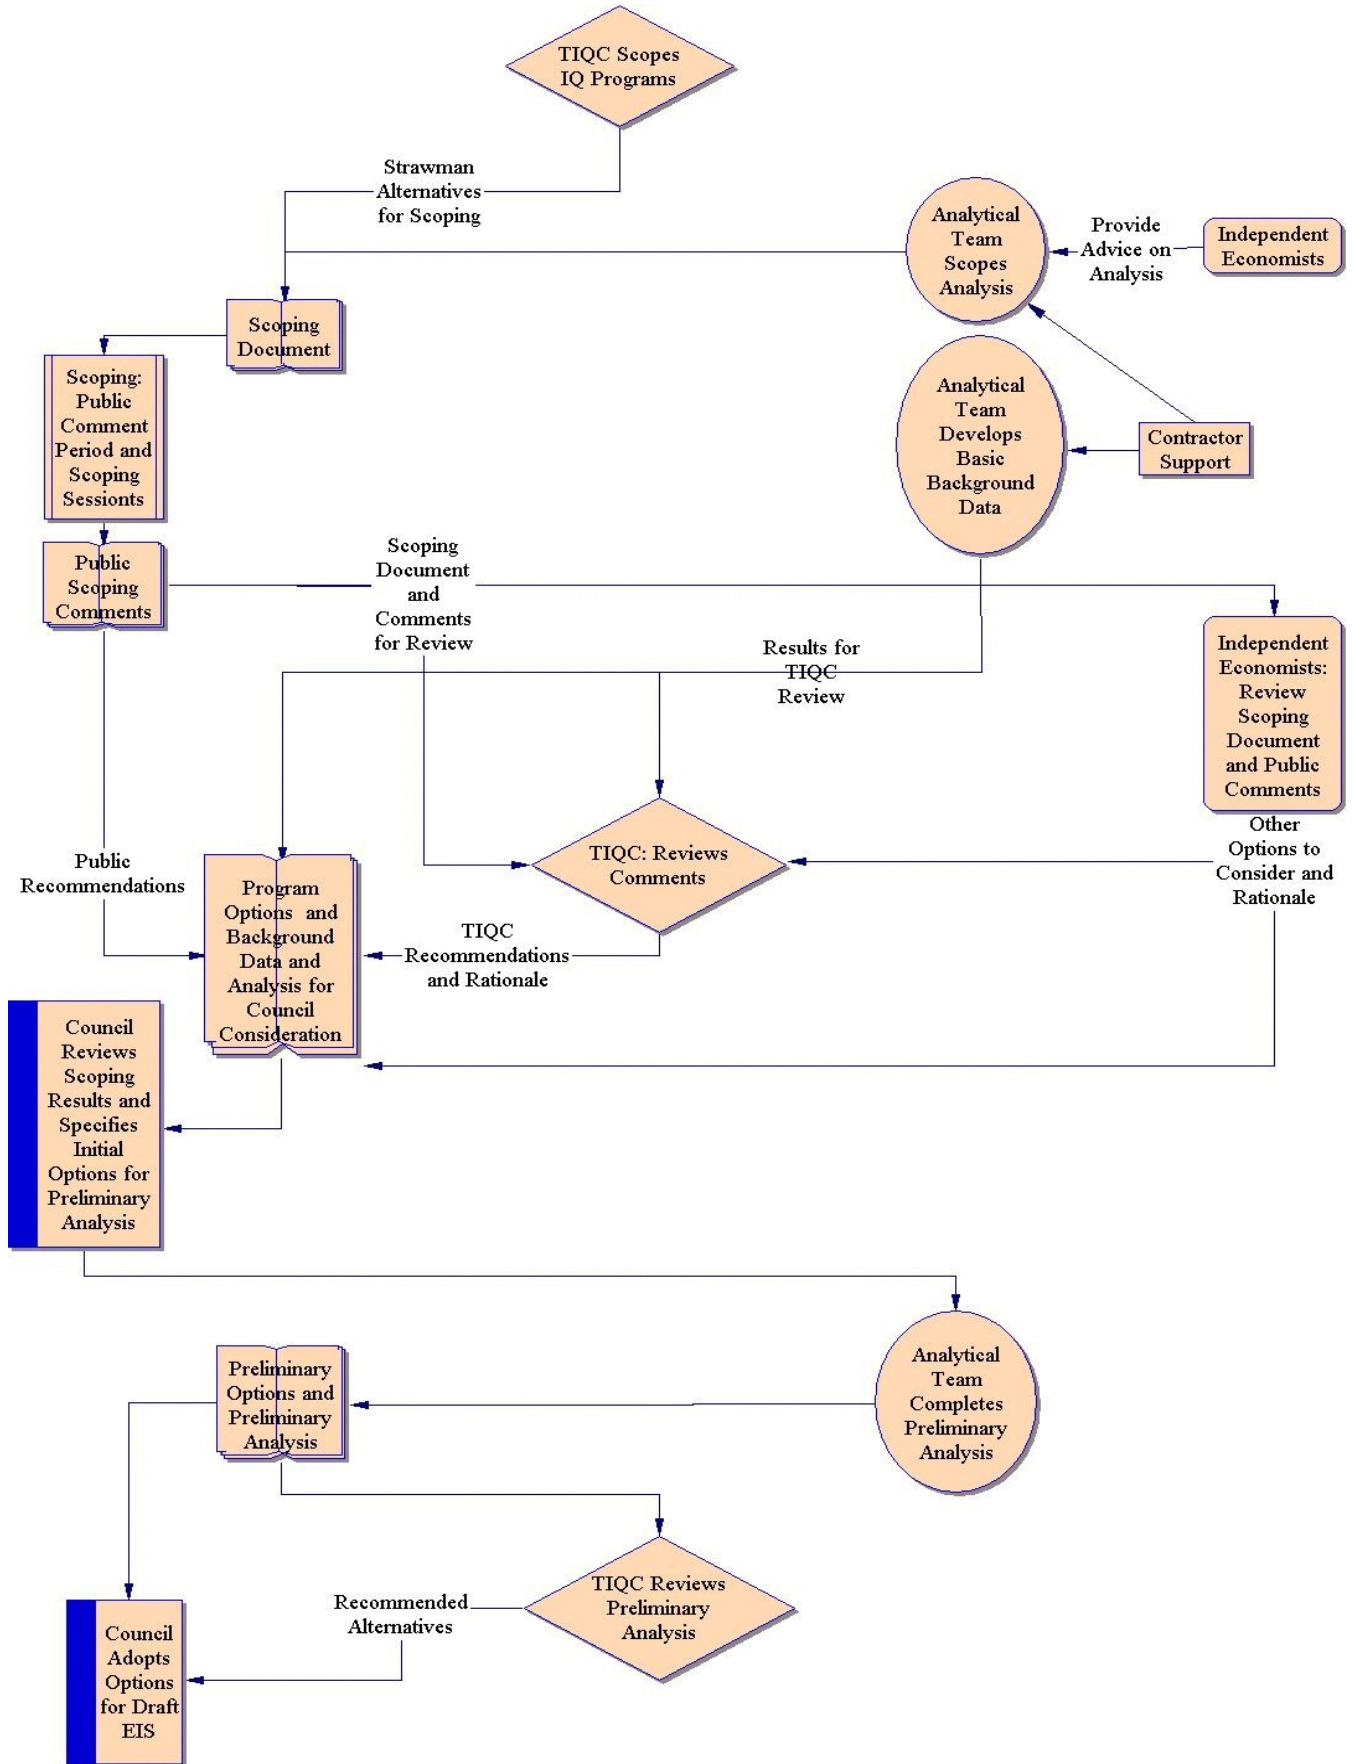 TIQC Scopes
IQ Programs
Strawman
Alternatives
for Scoping
Analytical
Team
Scopes
Analysis
Provide
Advice on
Analysis
Independent
Economists
Scoping
Document
Scoping:
Public
Comment
Period and
Scoping
Sessionts
Analytical
Team
Develops
Basic
Background
Data
Contractor
Support
Public
Scoping
Comments
Scoping
Document
and
Comments
for Review
Results for
TIQC
Review
Independent
Economists:
Review
Scoping
Document
and Public
Comments
Public
Recommendations
Program
Options and
Background
Data and
Analysis for
Council
Consideration
TIQC: Reviews
Comments
Other
Options to
Consider and
Rationale
TIQC
Recommendations
and Rationale
Council
Reviews
Scoping
Results and
Specifies
Initial
Options for
Preliminary
Analysis
Preliminary
Options and
Preliminary
Analysis
Analytical
Team
Completes
Preliminary
Analysis
TIQC Reviews
Preliminary
Analysis
Recommended
Alternatives
Council
Adopts
Options
for Draft
EIS